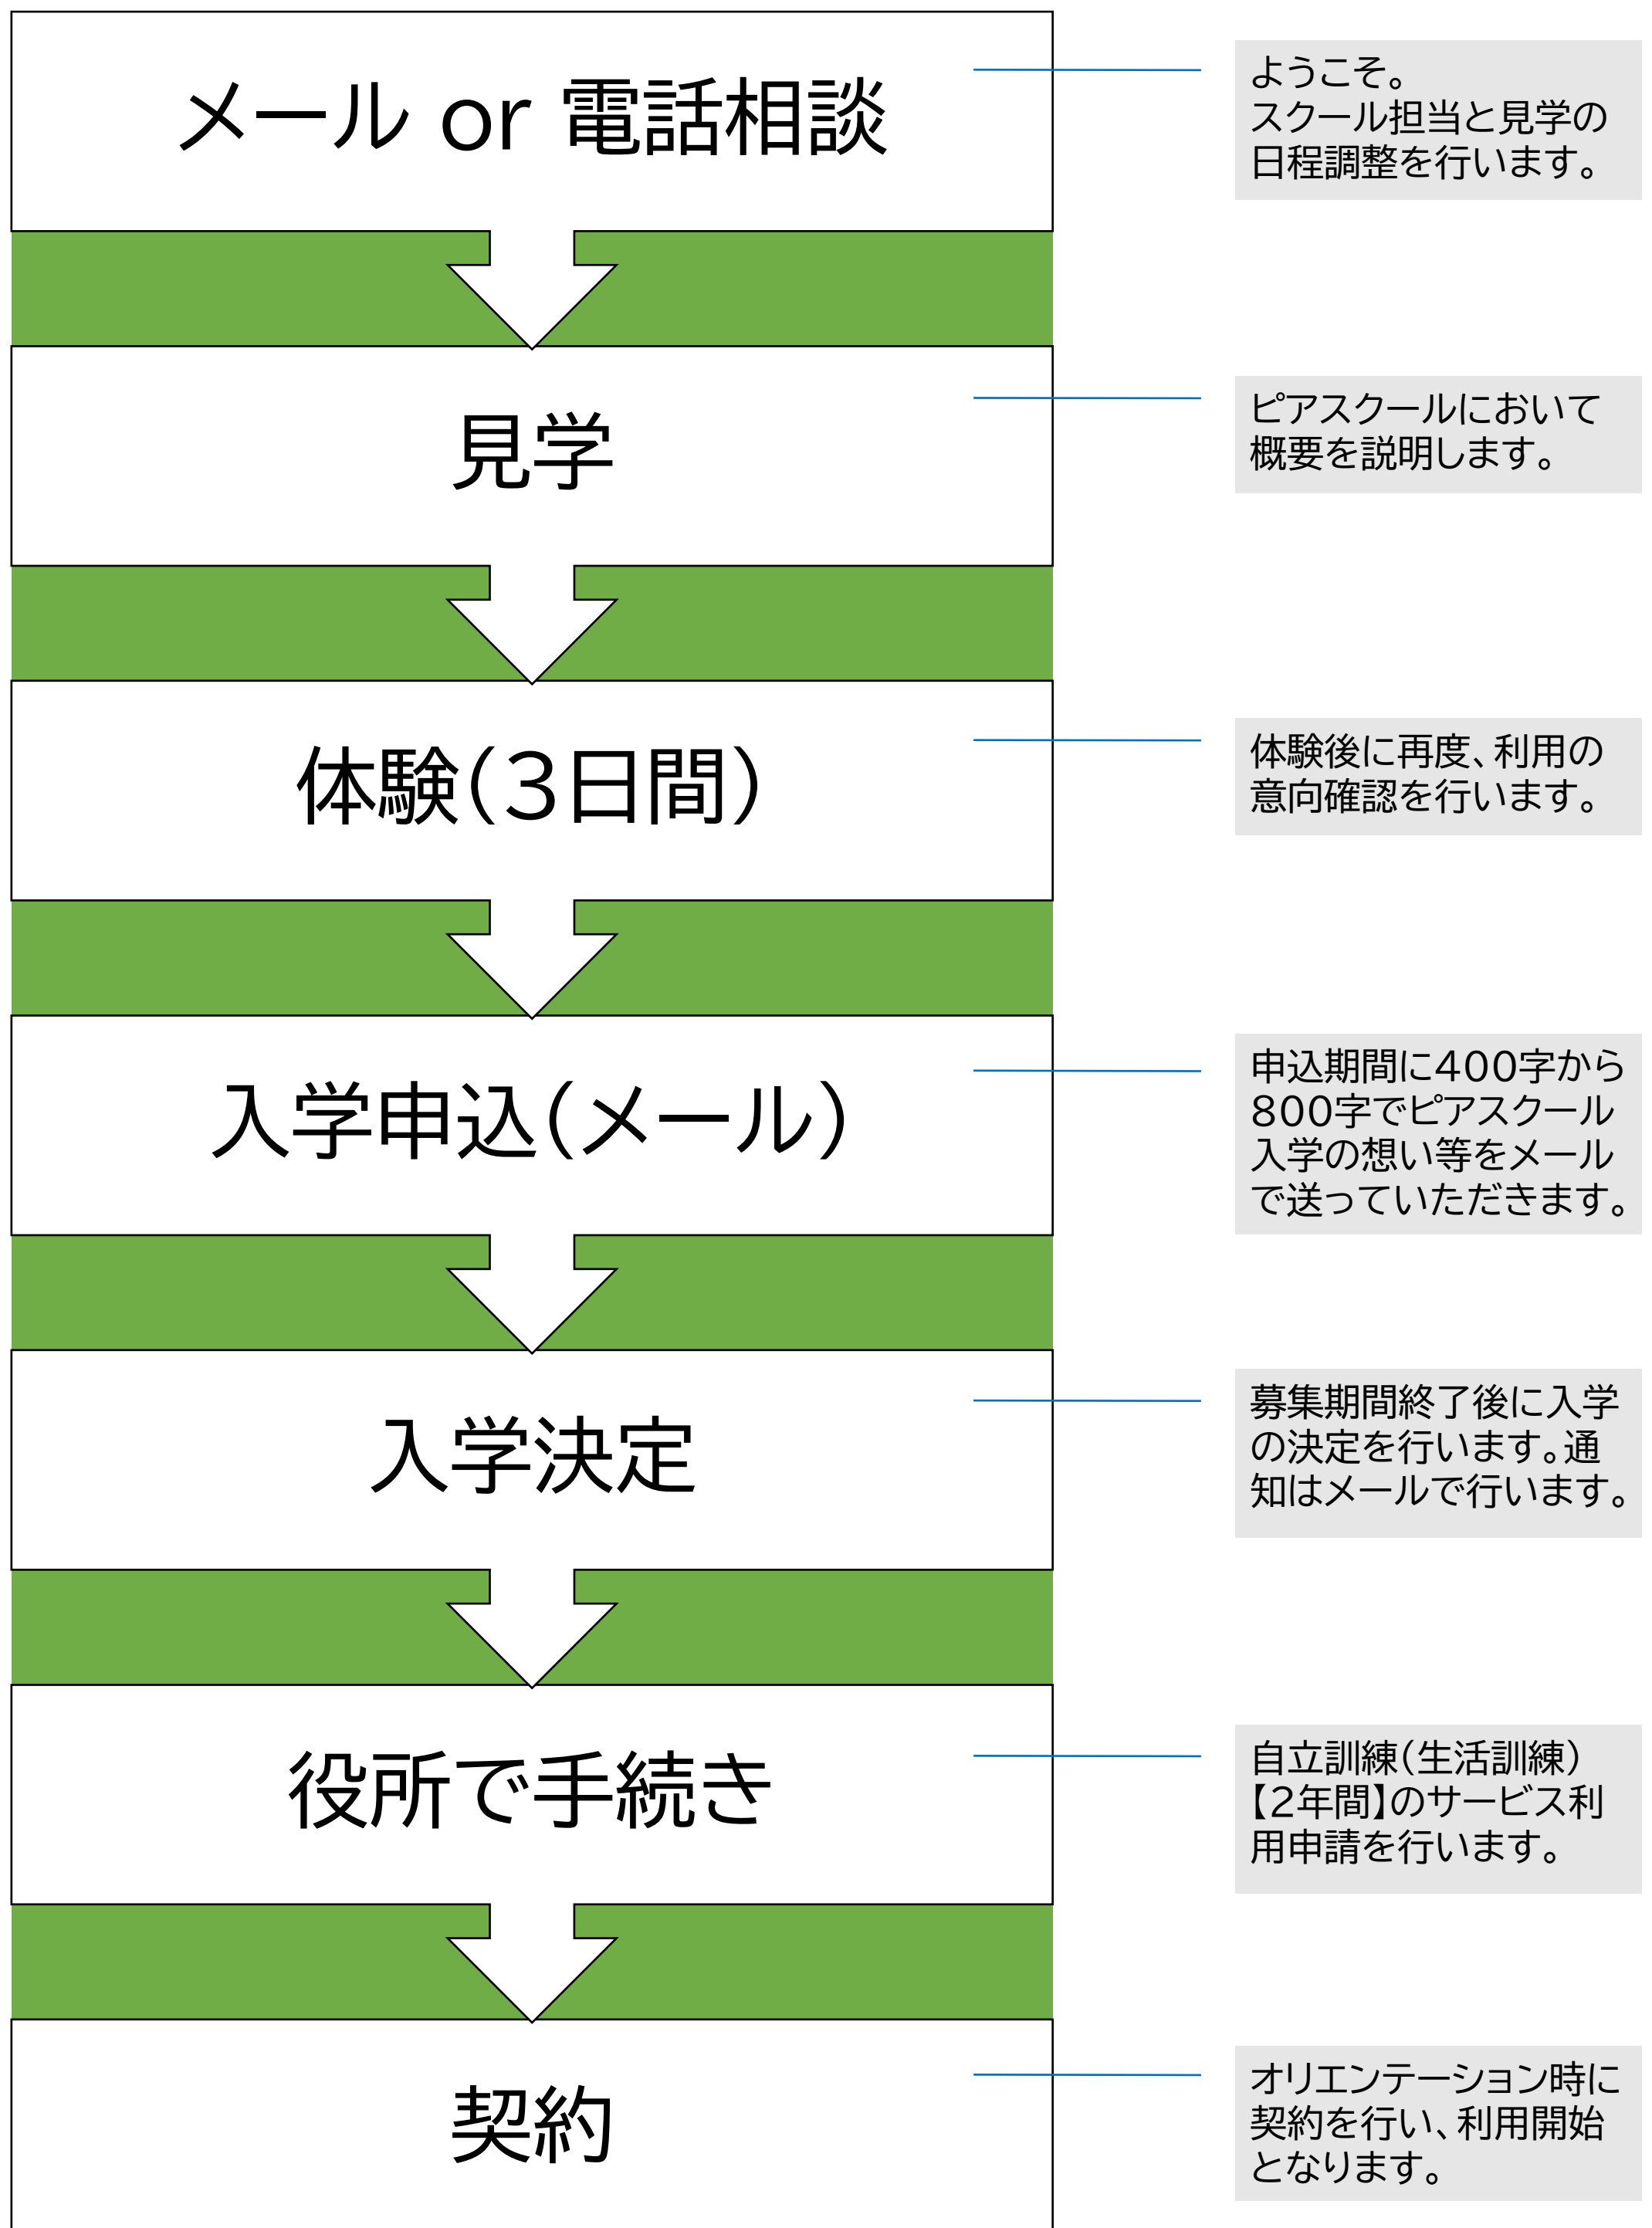 メール or 電話相談
ようこそ。
スクール担当と見学の
日程調整を行います。
見学
ピアスクールにおいて
概要を説明します。
体験（３日間）
体験後に再度、利用の
意向確認を行います。
入学申込（メール）
申込期間に４００字から
８００字でピアスクール
入学の想い等をメール
で送っていただきます。
入学決定
募集期間終了後に入学
の決定を行います。通
知はメールで行います。
役所で手続き
自立訓練（生活訓練）
【２年間】のサービス利
用申請を行います。
契約
オリエンテーション時に
契約を行い、利用開始
となります。